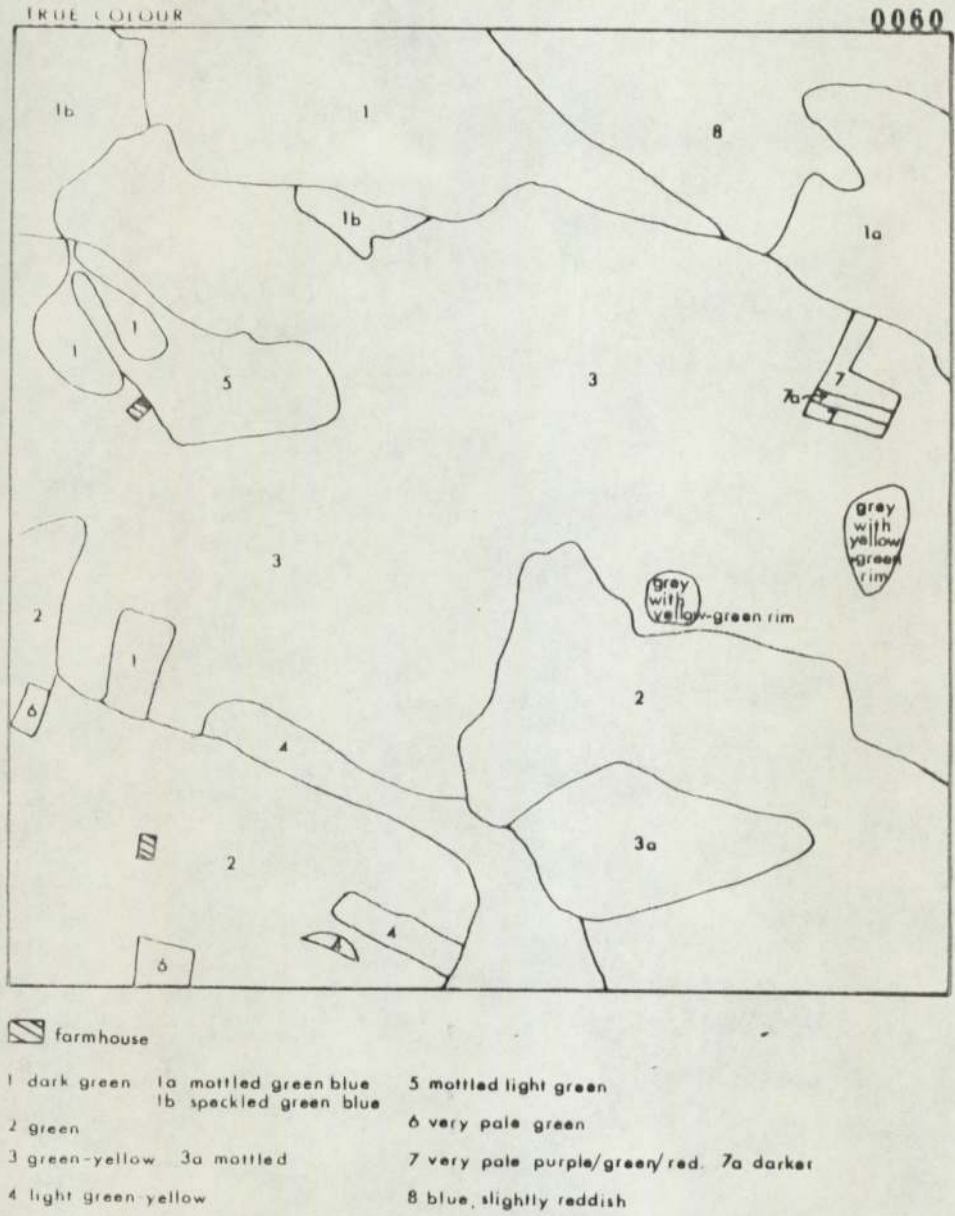 TRUE COLOUR
0060
1b
1
8
1a
1b
1
1
5
3
7
7a
7
grey
with
yellow
-green
rim
3
grey
with
yellow-green rim
2
1
2
6
4
3a
2
4
4
6
farmhouse
1 dark green 1a mottled green blue
1b speckled green blue
2 green
3 green-yellow 3a mottled
4 light green-yellow
5 mottled light green
6 very pale green
7 very pale purple/green/red. 7a darker
8 blue, slightly reddish